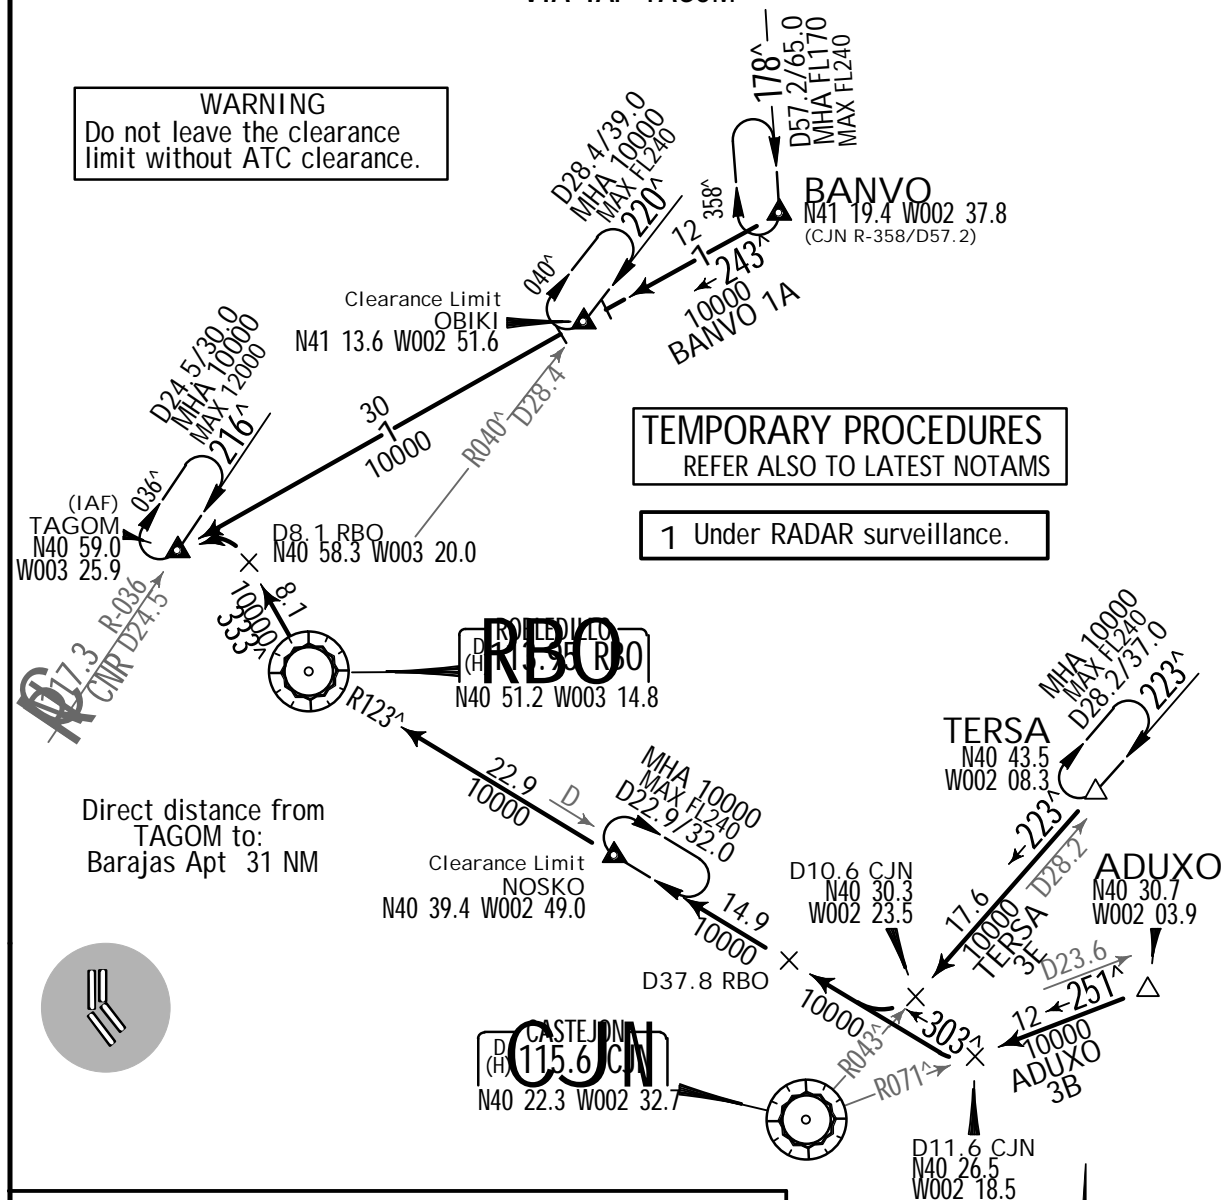 WARNING
Do not leave the clearance
limit without ATC clearance.
D28.4/39.0
MHA 10000
MAX FL240
220^
040^
178^
D57.2/65.0
MHA FL170
MAX FL240
358^
BANVO
N41 19.4 W002 37.8
(CJN R-358/D57.2)
12
1
243^
10000
BANVO 1A
Clearance Limit
OBIKI
N41 13.6 W002 51.6
D24.5/30.0
MHA 10000
MAX 12000
216^
036^
30
1
10000
R040^
D28.4
TEMPORARY PROCEDURES
REFER ALSO TO LATEST NOTAMS
1 Under RADAR surveillance.
(IAF)
TAGOM
N40 59.0
W003 25.9
D8.1 RBO
N40 58.3 W003 20.0
8.1
10000
333^
R-036
CNR D24.5
D17.3
RBO
ROBLEDILLO
D
(H) 113.95 RBO
N40 51.2 W003 14.8
R123^
22.9
10000
D
MHA 10000
MAX FL240
D22.9/32.0
Direct distance from
TAGOM to:
Barajas Apt 31 NM
Clearance Limit
NOSKO
N40 39.4 W002 49.0
14.9
10000
D37.8 RBO
MHA 10000
MAX FL240
D28.2/37.0
223^
TERSA
N40 43.5
W002 08.3
223^
D28.2
17.6
10000
TERSA
3E
D10.6 CJN
N40 30.3
W002 23.5
ADUXO
N40 30.7
W002 03.9
D23.6
251^
12
10000
ADUXO
3B
10000
303^
R043^
R071^
CJN
CASTEJON
D
(H) 115.6 CJN
N40 22.3 W002 32.7
D11.6 CJN
N40 26.5
W002 18.5